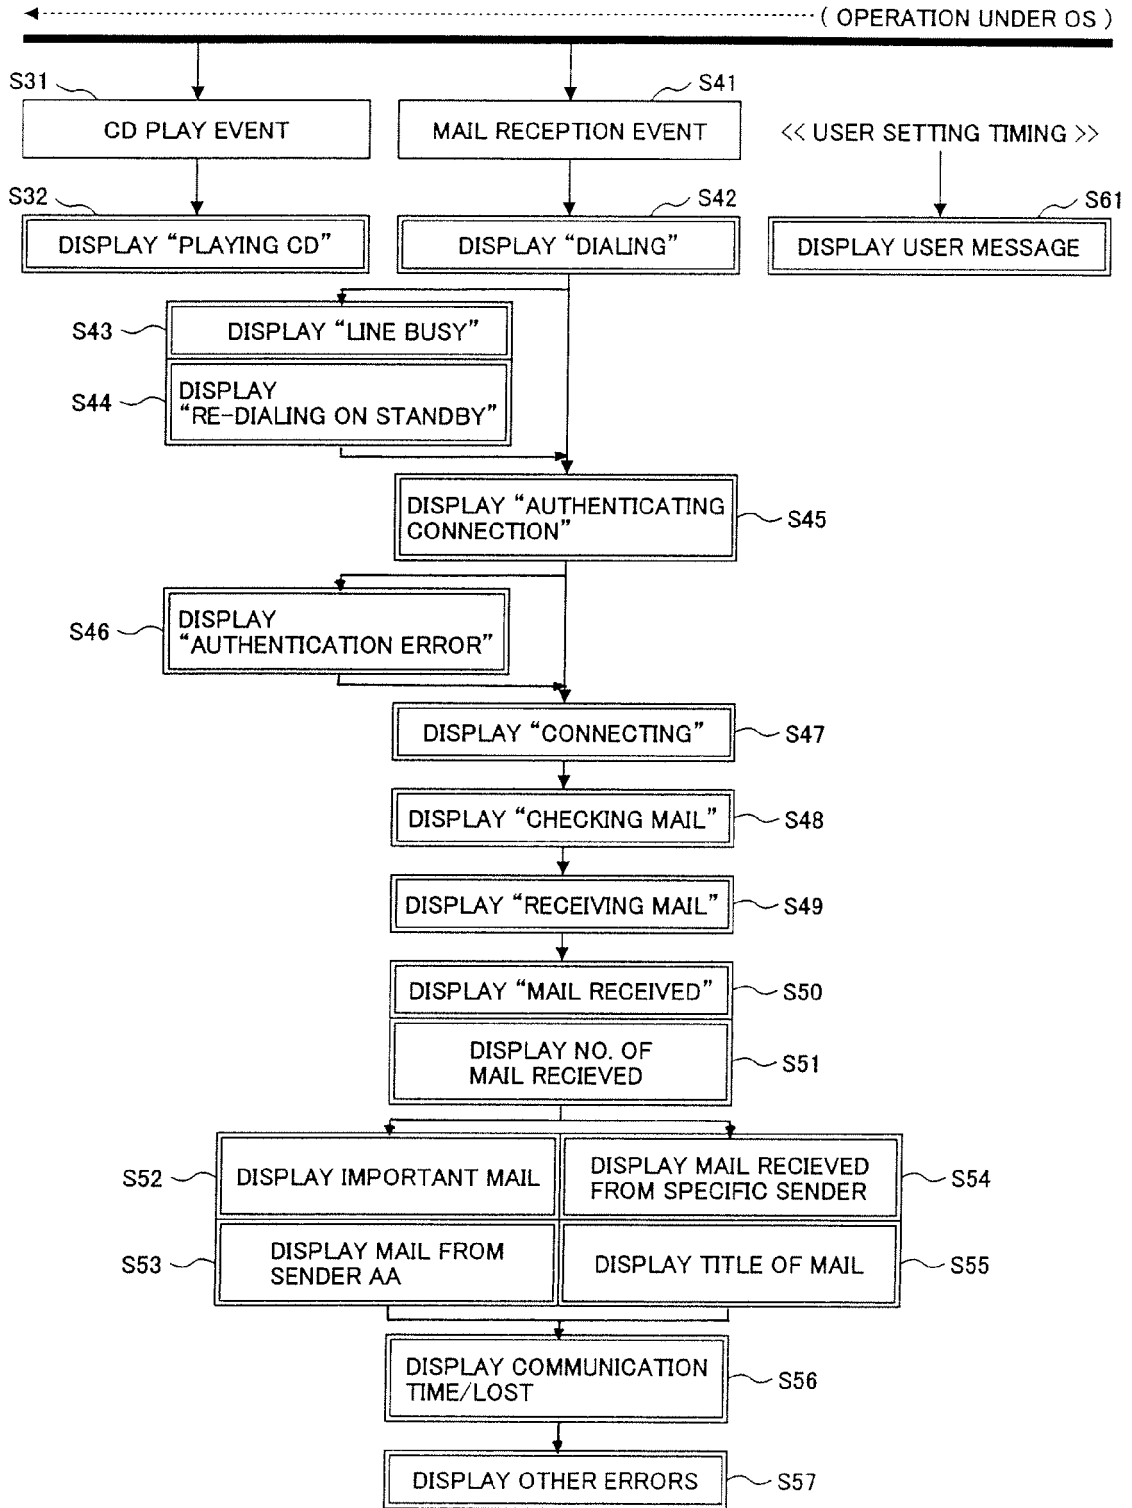 ( OPERATION UNDER OS )
S31
S41
CD PLAY EVENT
MAIL RECEPTION EVENT
<< USER SETTING TIMING >>
S32
S42
S61
DISPLAY “PLAYING CD”
DISPLAY “DIALING”
DISPLAY USER MESSAGE
S43
DISPLAY “LINE BUSY”
S44
DISPLAY
“RE-DIALING ON STANDBY”
DISPLAY “AUTHENTICATING
CONNECTION”
S45
S46
DISPLAY
“AUTHENTICATION ERROR”
DISPLAY “CONNECTING”
S47
DISPLAY “CHECKING MAIL”
S48
DISPLAY “RECEIVING MAIL”
S49
DISPLAY “MAIL RECEIVED”
S50
DISPLAY NO. OF
MAIL RECIEVED
S51
S52
DISPLAY IMPORTANT MAIL
DISPLAY MAIL RECIEVED
FROM SPECIFIC SENDER
S54
S53
DISPLAY MAIL FROM
SENDER AA
DISPLAY TITLE OF MAIL
S55
DISPLAY COMMUNICATION
TIME/LOST
S56
DISPLAY OTHER ERRORS
S57